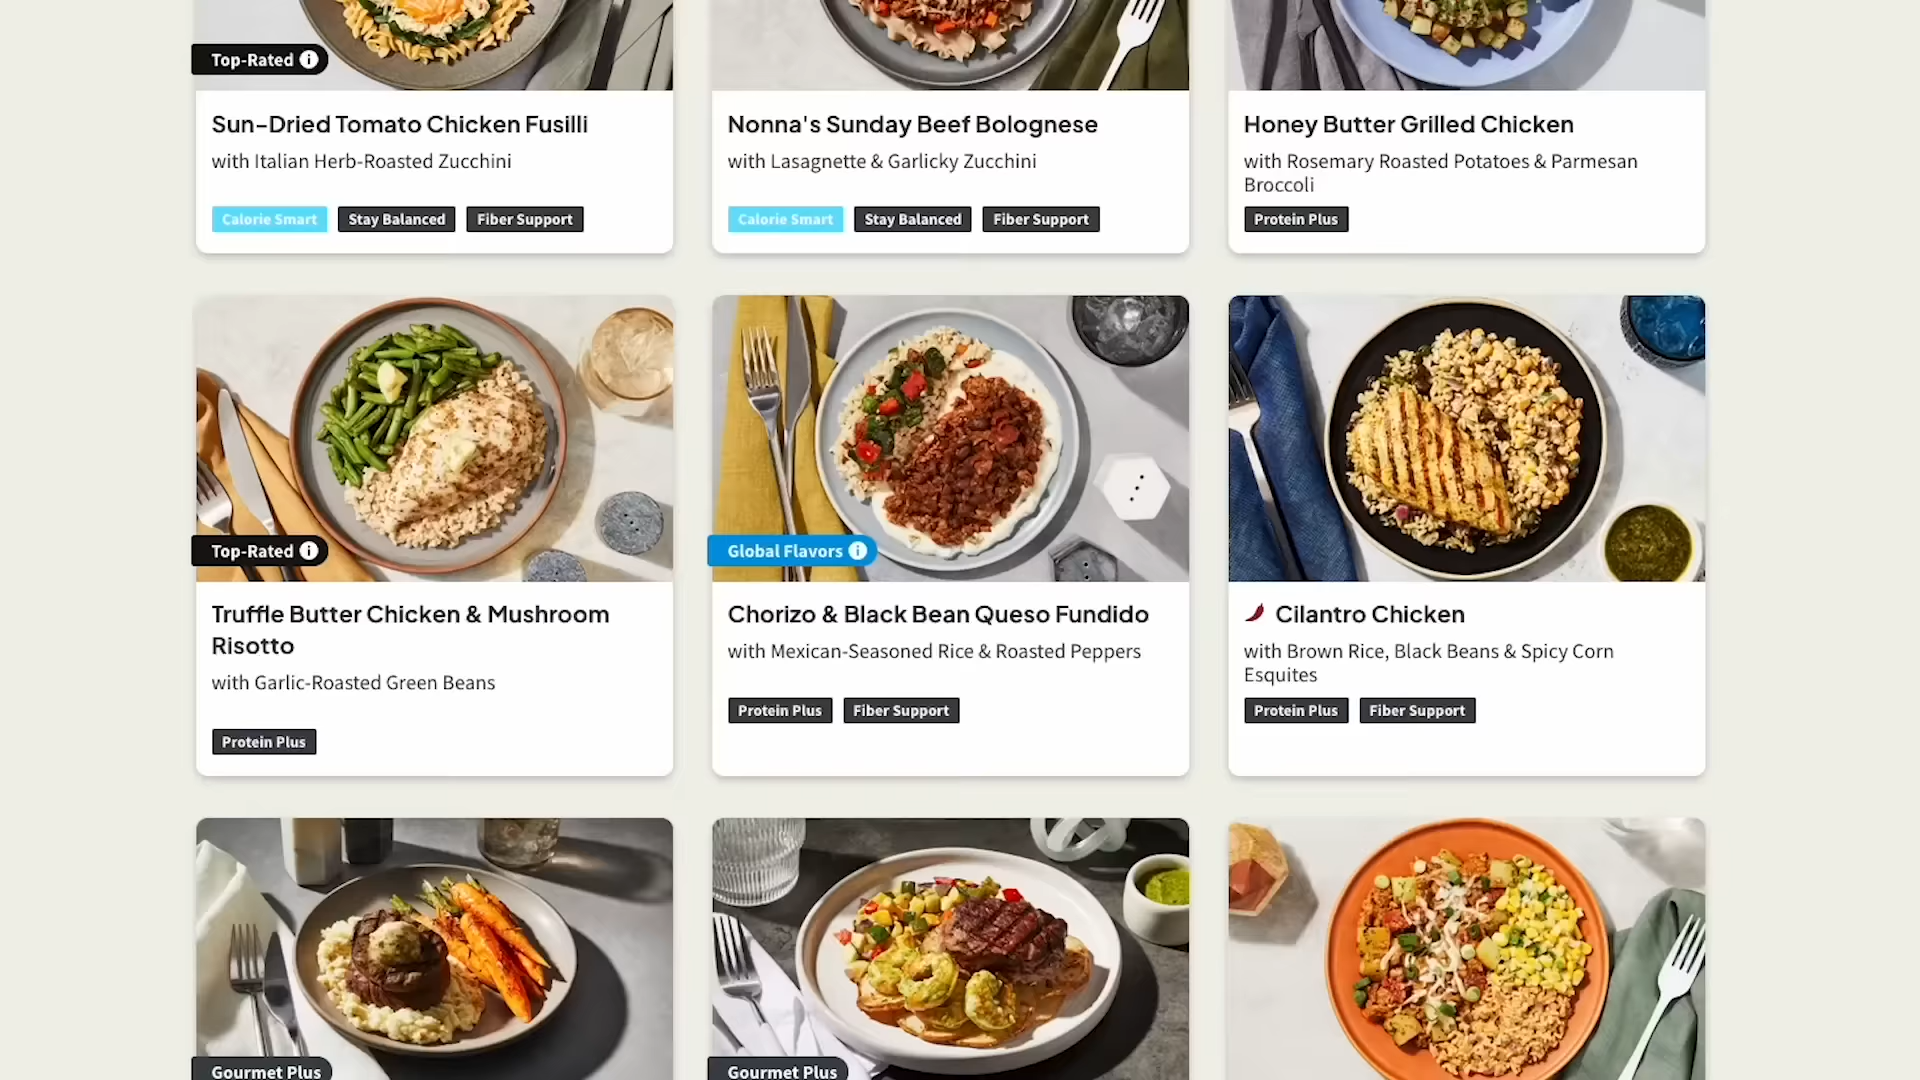 Top-Rated
Sun-Dried Tomato Chicken Fusilli
with Italian Herb-Roasted Zucchini
Calorie Smart
Stay Balanced
Fiber Support
Nonna's Sunday Beef Bolognese
with Lasagnette & Garlicky Zucchini
Calorie Smart
Stay Balanced
Fiber Support
Honey Butter Grilled Chicken
with Rosemary Roasted Potatoes & Parmesan
Broccoli
Protein Plus
Top-Rated
Truffle Butter Chicken & Mushroom
Risotto
with Garlic-Roasted Green Beans
Protein Plus
Global Flavors
Chorizo & Black Bean Queso Fundido
with Mexican-Seasoned Rice & Roasted Peppers
Protein Plus
Fiber Support
Cilantro Chicken
with Brown Rice, Black Beans & Spicy Corn
Esquites
Protein Plus
Fiber Support
Gourmet Plus
Gourmet Plus